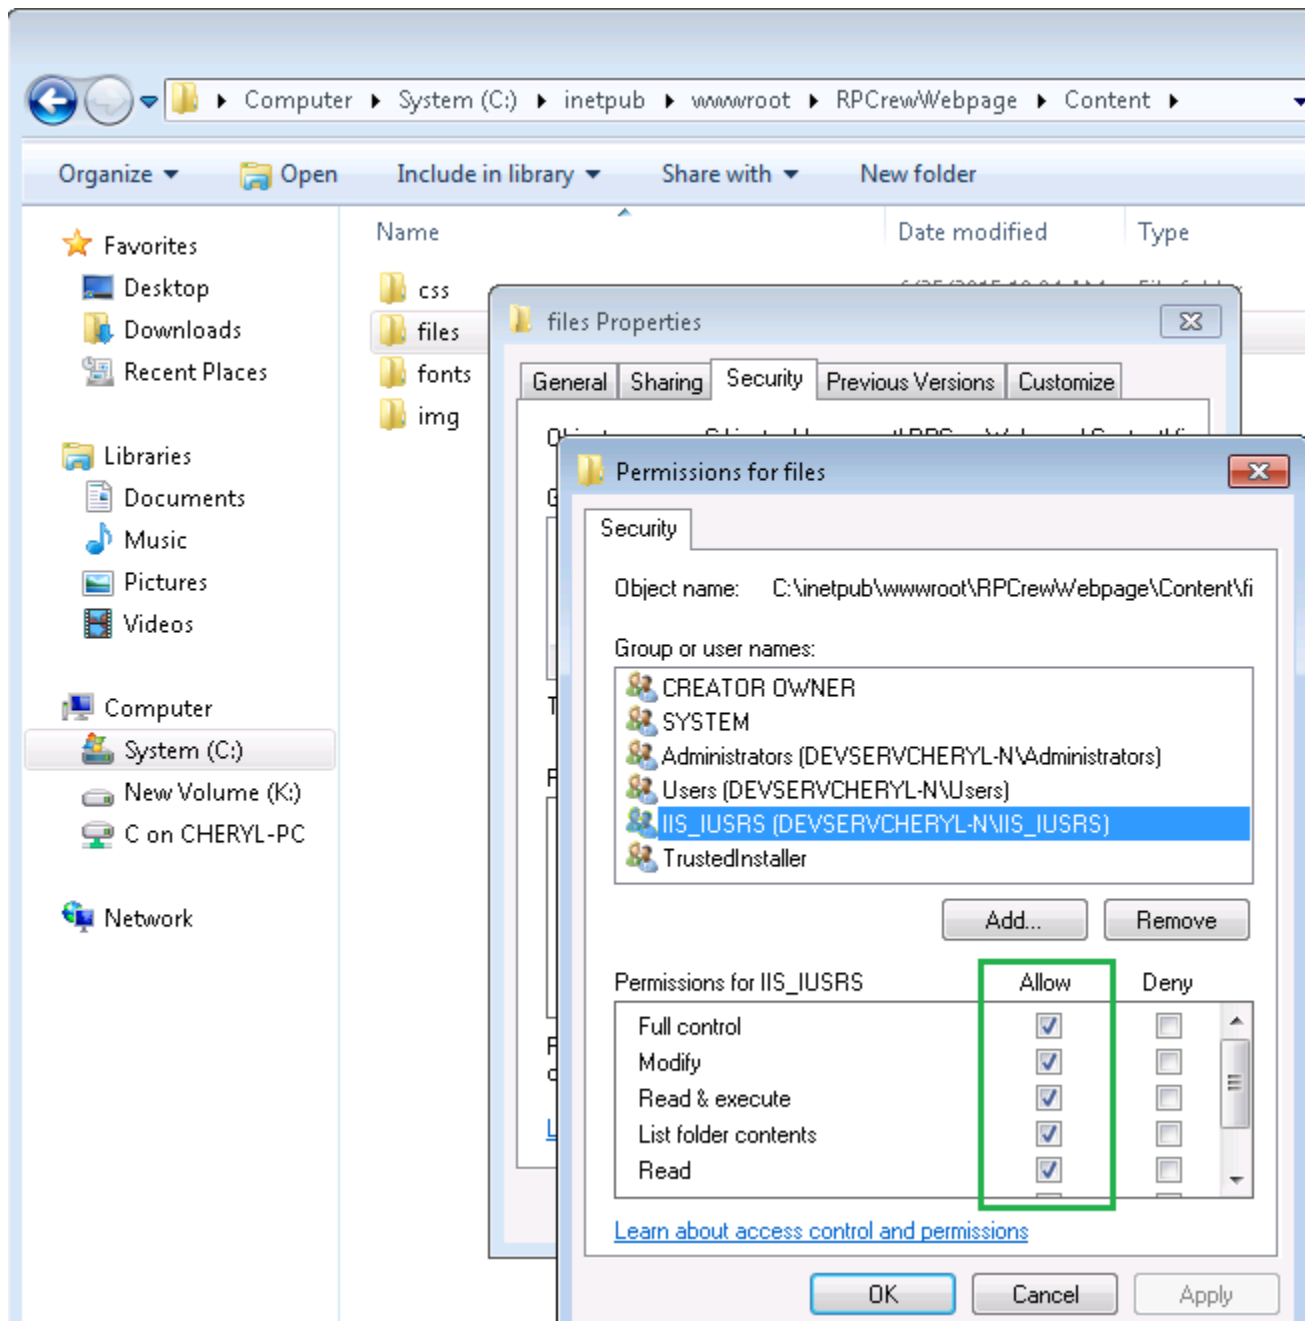 Computer System (C:) inetpub wwwroot RPCrewWebpage Content
Organize Open Include in library Share with New folder
Name Date modified Type
Favorites
Desktop
Downloads
Recent Places
Libraries
Documents
Music
Pictures
Videos
Computer
System (C:)
New Volume (K:)
C on CHERYL-PC
Network
css
files
fonts
img
files Properties
General Sharing Security Previous Versions Customize
Permissions for files
Security
Object name: C:\inetpub\wwwroot\RPCrewWebpage\Content\fi
Group or user names:
CREATOR OWNER
SYSTEM
Administrators (DEVSERVCHERYL-N\Administrators)
Users (DEVSERVCHERYL-N\Users)
IIS_IUSRS (DEVSERVCHERYL-N\IIS_IUSRS)
TrustedInstaller
Add... Remove
Permissions for IIS_IUSRS Allow Deny
Full control
Modify
Read & execute
List folder contents
Read
Learn about access control and permissions
OK Cancel Apply